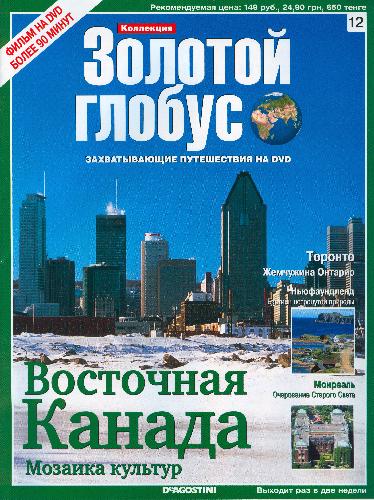 Рекомендуемая цена: 149 руб., 24,90 грн, 650 тенге
12
ФИЛЬМ НА DVD
БОЛЕЕ 90 МИНУТ
Коллекция
Золотой
глобус
ЗАХВАТЫВАЮЩИЕ ПУТЕШЕСТВИЯ НА DVD
Торонто
Жемчужина Онтарио
Ньюфаундленд
природы
Монреаль
Очарование Старого Света
Восточная
Канада
Мозаика культур
DeAGOSTINI
Выходит раз в две недели